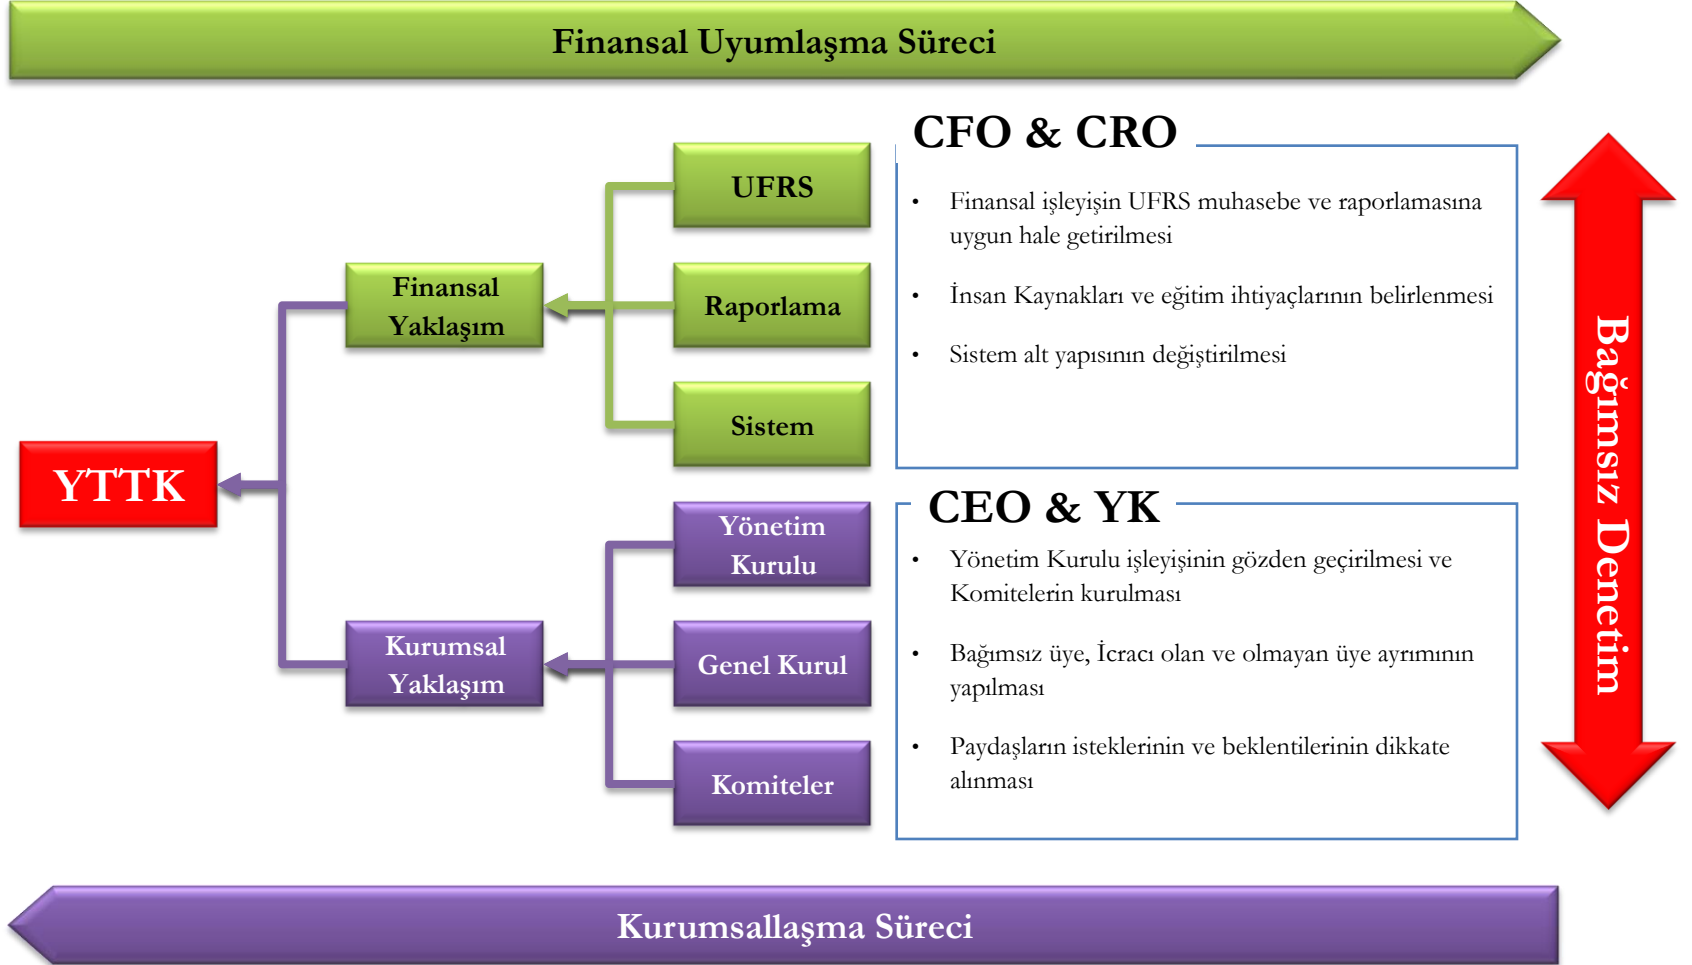 Finansal Uyumlaşma Süreci
CFO & CRO
UFRS
• Finansal işleyişin UFRS muhasebe ve raporlamasına
uygun hale getirilmesi
Finansal
Yaklaşım
Raporlama
• İnsan Kaynakları ve eğitim ihtiyaçlarının belirlenmesi
• Sistem alt yapısının değiştirilmesi
Sistem
YTTK
CEO & YK
Yönetim
Kurulu
• Yönetim Kurulu işleyişinin gözden geçirilmesi ve
Komitelerin kurulması
Kurumsal
Yaklaşım
Genel Kurul
• Bağımsız üye, İcracı olan ve olmayan üye ayrımının
yapılması
Komiteler
• Paydaşların isteklerinin ve beklentilerinin dikkate
alınması
Bağımsız Denetim
Kurumsallaşma Süreci